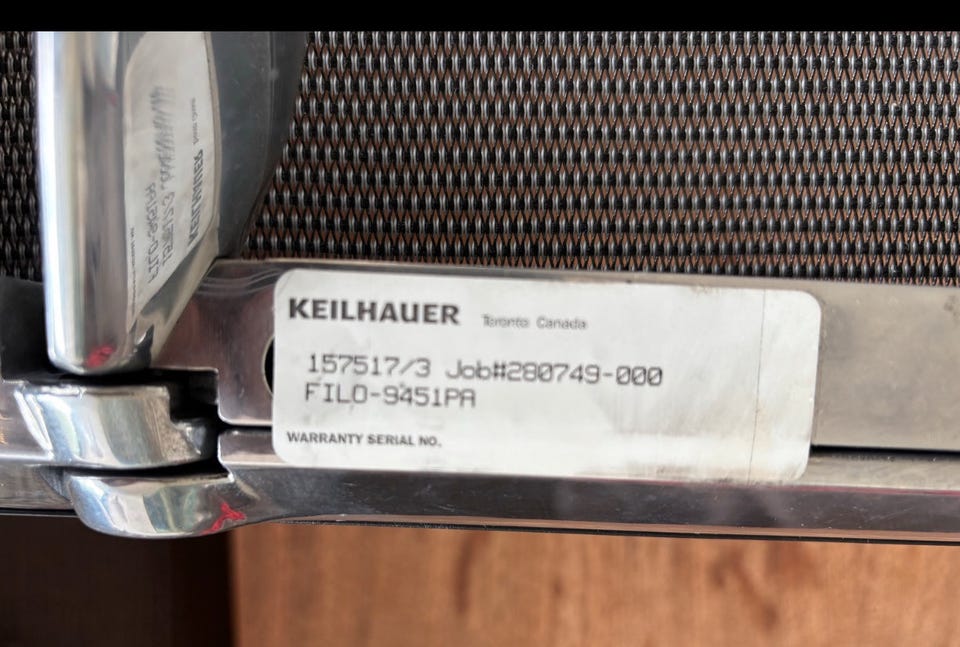 KEILHAUER Toronto Canada
157517/3 Job#280749-000
FILO-9451PA
WARRANTY SERIAL NO.